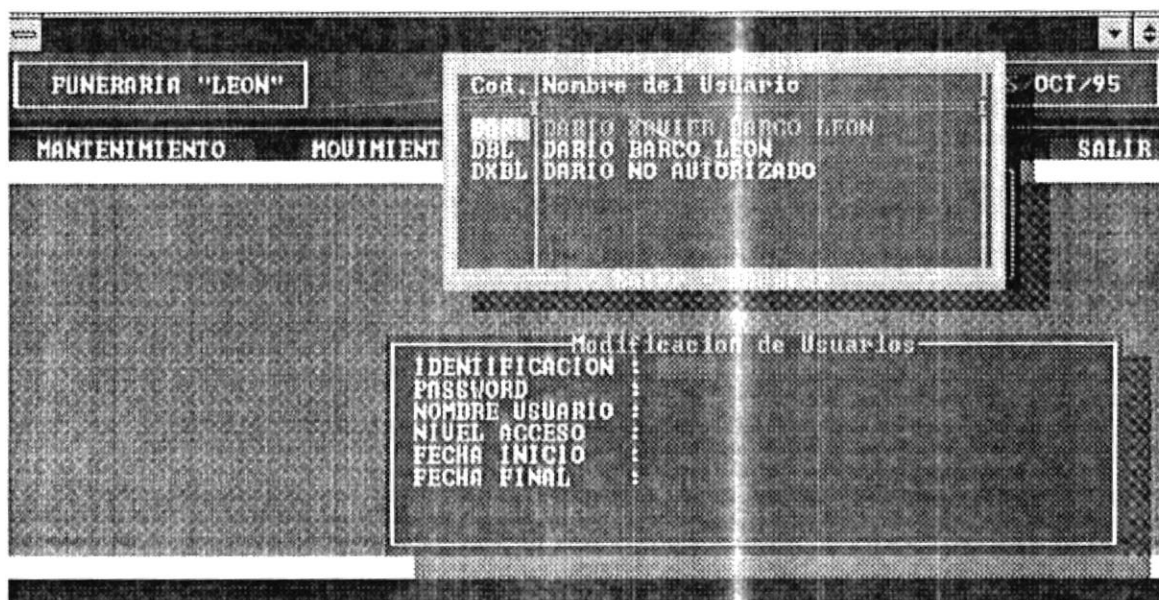 FUNERARIA "LEON"
OCT/95
MANTENIMIENTO
SALIR
Cod. Nombre del Usuario
DARIO XAVIER BARCO LEON
DBL DARIO BARCO LEON
DXBL DARIO NO AUTORIZADO
Modificacion de Usuarios
IDENTIFICACION :
PASSWORD :
NOMBRE USUARIO :
NIVEL ACCESO :
FECHA INICIO :
FECHA FINAL :